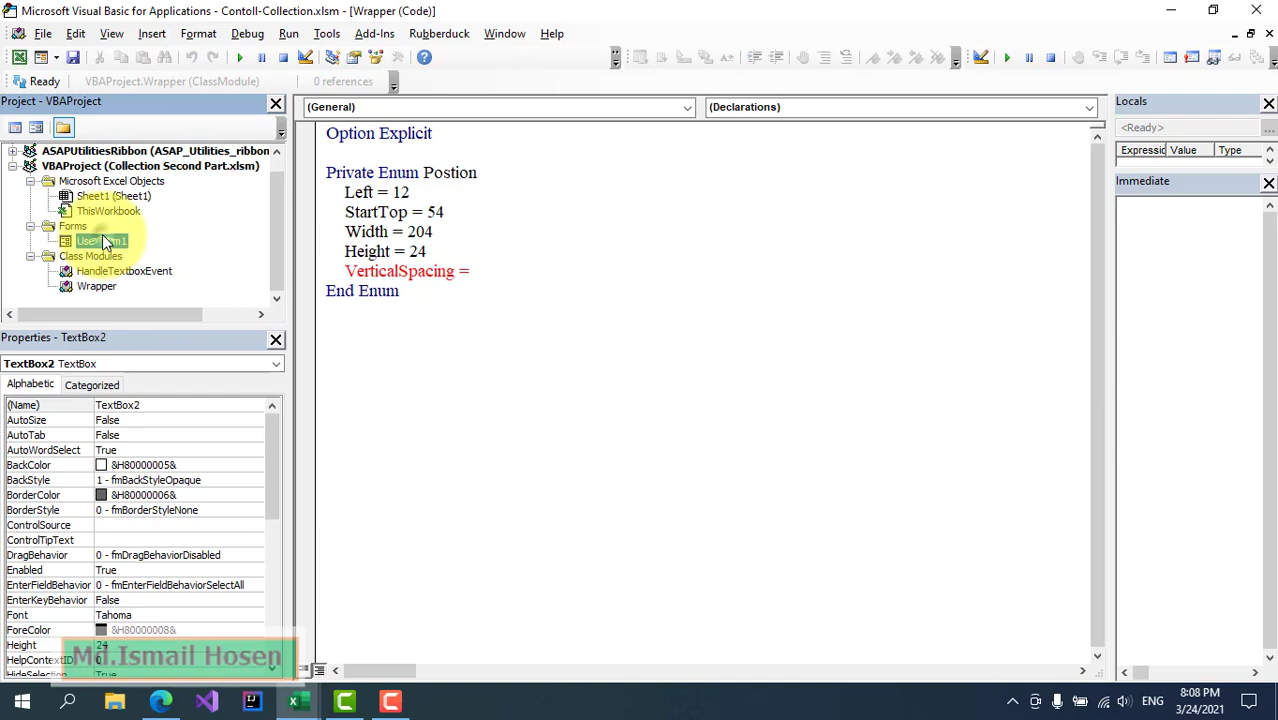 Microsoft Visual Basic for Applications - Contoll-Collection.xlsm - [Wrapper (Code)]
File Edit View Insert Format Debug Run Tools Add-Ins Rubberduck Window Help
Ready VBAProject.Wrapper (ClassModule) 0 references
Project - VBAProject
ASAPUtilitiesRibbon (ASAP_Utilities_ribbon
VBAProject (Collection Second Part.xlsm)
Microsoft Excel Objects
Sheet1 (Sheet1)
ThisWorkbook
Forms
Class Modules
HandleTextboxEvent
Wrapper
Properties - TextBox2
TextBox2 TextBox
Alphabetic Categorized
(Name) TextBox2
AutoSize False
AutoTab False
AutoWordSelect True
BackColor &H80000005&
BackStyle 1 - fmBackStyleOpaque
BorderColor &H80000006&
BorderStyle 0 - fmBorderStyleNone
ControlSource
ControlTipText
DragBehavior 0 - fmDragBehaviorDisabled
Enabled True
EnterFieldBehavior 0 - fmEnterFieldBehaviorSelectAll
EnterKeyBehavior False
Font Tahoma
ForeColor &H80000008&
Height 24
HelpContextID 0
HideSelection True
Md.Ismail Hosen
(General) (Declarations)
Option Explicit
Private Enum Postion
Left = 12
StartTop = 54
Width = 204
Height = 24
VerticalSpacing =
End Enum
Locals
<Ready>
Expressic Value Type
Immediate
ENG
8:08 PM
3/24/2021